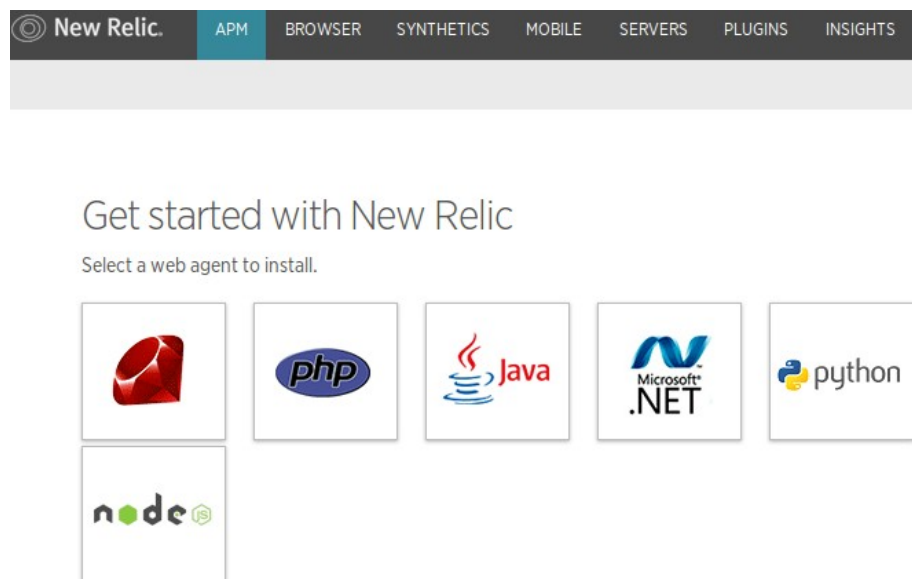 New Relic. APM BROWSER SYNTHETICS MOBILE SERVERS PLUGINS INSIGHTS
Get started with New Relic
Select a web agent to install.
php Java Microsoft .NET python
node JS